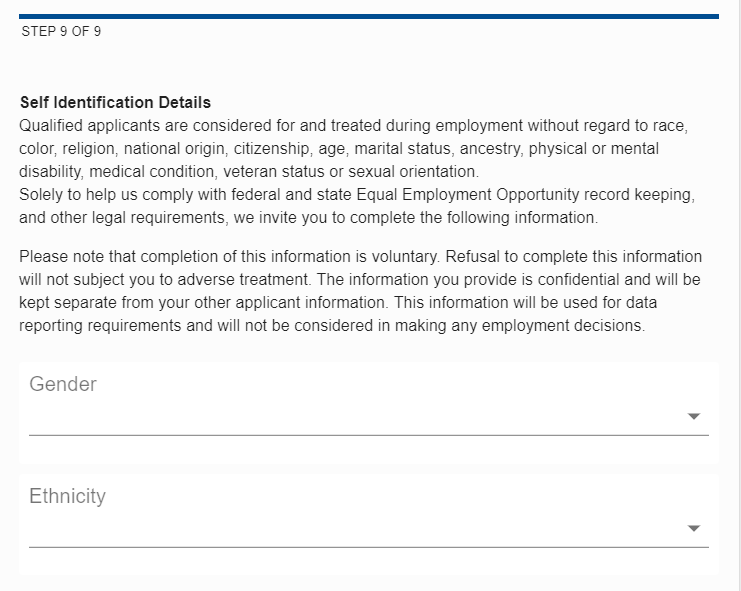 STEP 9 OF 9
Self Identification Details
Qualified applicants are considered for and treated during employment without regard to race,
color, religion, national origin, citizenship, age, marital status, ancestry, physical or mental
disability, medical condition, veteran status or sexual orientation.
Solely to help us comply with federal and state Equal Employment Opportunity record keeping,
and other legal requirements, we invite you to complete the following information.
Please note that completion of this information is voluntary. Refusal to complete this information
will not subject you to adverse treatment. The information you provide is confidential and will be
kept separate from your other applicant information. This information will be used for data
reporting requirements and will not be considered in making any employment decisions.
Gender
Ethnicity